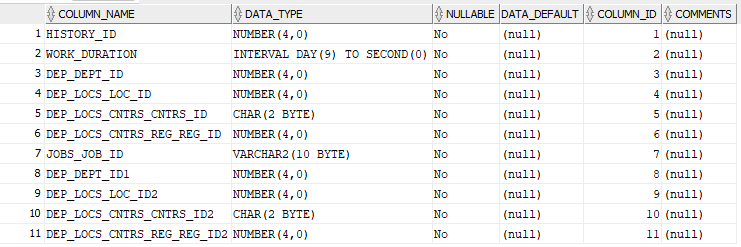 COLUMN_NAME DATA_TYPE NULLABLE DATA_DEFAULT COLUMN_ID COMMENTS
1 HISTORY_ID NUMBER(4,0) No (null) 1 (null)
2 WORK_DURATION INTERVAL DAY(9) TO SECOND(0) No (null) 2 (null)
3 DEP_DEPT_ID NUMBER(4,0) No (null) 3 (null)
4 DEP_LOCS_LOC_ID NUMBER(4,0) No (null) 4 (null)
5 DEP_LOCS_CNTRS_CNTRS_ID CHAR(2 BYTE) No (null) 5 (null)
6 DEP_LOCS_CNTRS_REG_REG_ID NUMBER(4,0) No (null) 6 (null)
7 JOBS_JOB_ID VARCHAR2(10 BYTE) No (null) 7 (null)
8 DEP_DEPT_ID1 NUMBER(4,0) No (null) 8 (null)
9 DEP_LOCS_LOC_ID2 NUMBER(4,0) No (null) 9 (null)
10 DEP_LOCS_CNTRS_CNTRS_ID2 CHAR(2 BYTE) No (null) 10 (null)
11 DEP_LOCS_CNTRS_REG_REG_ID2 NUMBER(4,0) No (null) 11 (null)